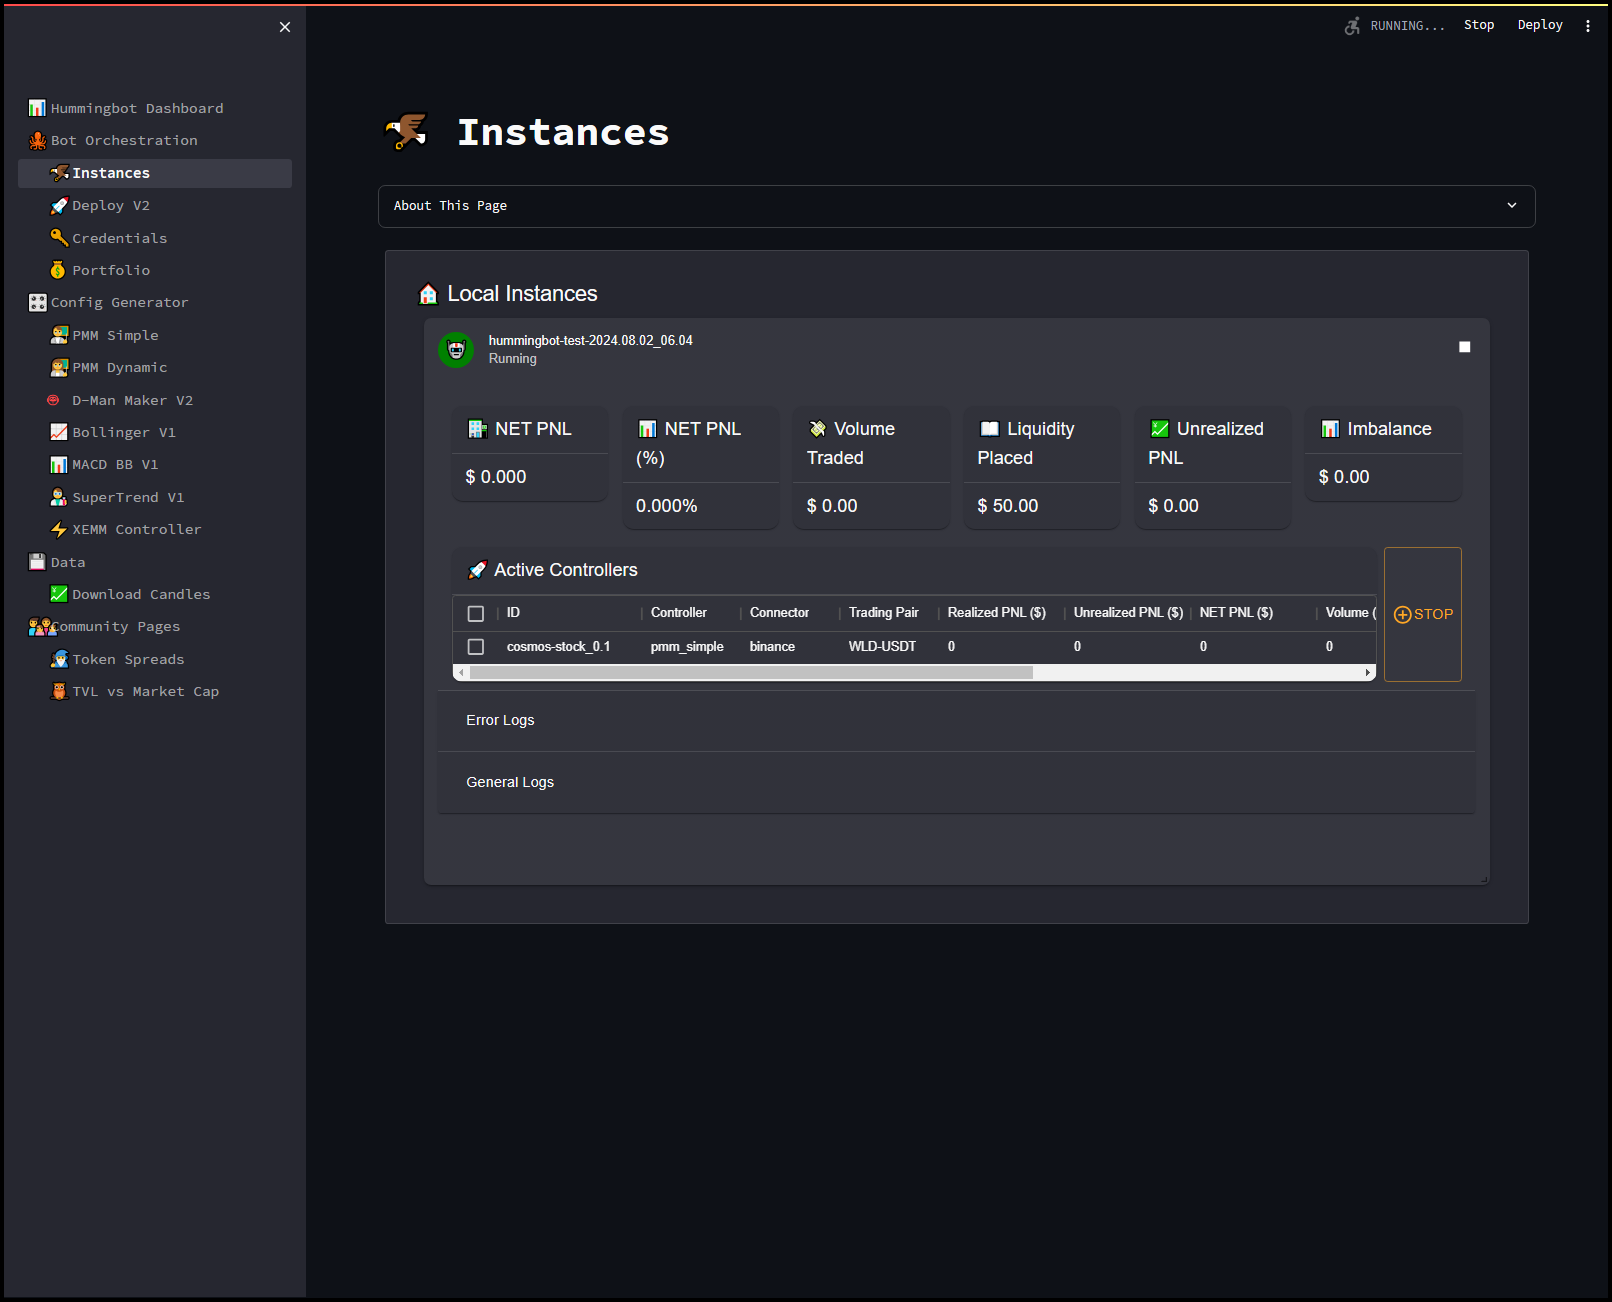 RUNNING...
Stop
Deploy
Hummingbot Dashboard
Bot Orchestration
Instances
Deploy V2
Credentials
Portfolio
Config Generator
PMM Simple
PMM Dynamic
D-Man Maker V2
Bollinger V1
MACD BB V1
SuperTrend V1
XEMM Controller
Data
Download Candles
Community Pages
Token Spreads
TVL vs Market Cap
Instances
About This Page
Local Instances
hummingbot-test-2024.08.02_06.04
Running
NET PNL
$ 0.000
NET PNL
(%)
0.000%
Volume
Traded
$ 0.00
Liquidity
Placed
$ 50.00
Unrealized
PNL
$ 0.00
Imbalance
$ 0.00
Active Controllers
ID Controller Connector Trading Pair Realized PNL ($) Unrealized PNL ($) NET PNL ($) Volume (
cosmos-stock_0.1 pmm_simple binance WLD-USDT 0 0 0 0
STOP
Error Logs
General Logs